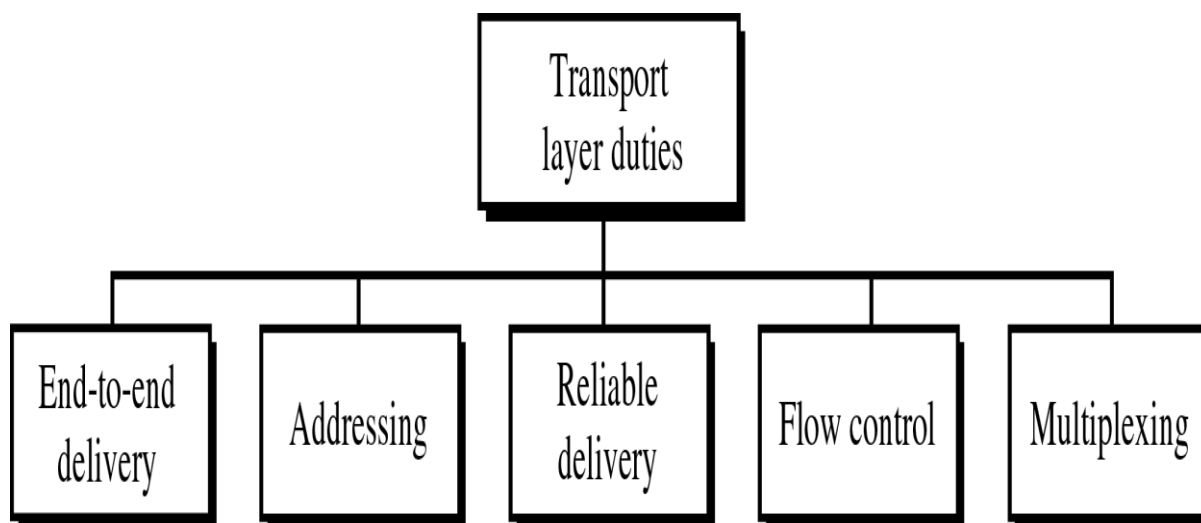 Transport
layer duties
End-to-end
delivery
Addressing
Reliable
delivery
Flow control
Multiplexing